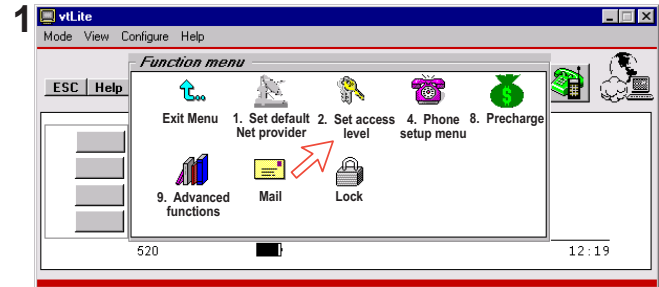 1
vtLite
Mode View Configure Help
Function menu
ESC Help
Exit Menu
1. Set default
Net provider
2. Set access
level
4. Phone
setup menu
8. Precharge
9. Advanced
functions
Mail
Lock
520 12:19